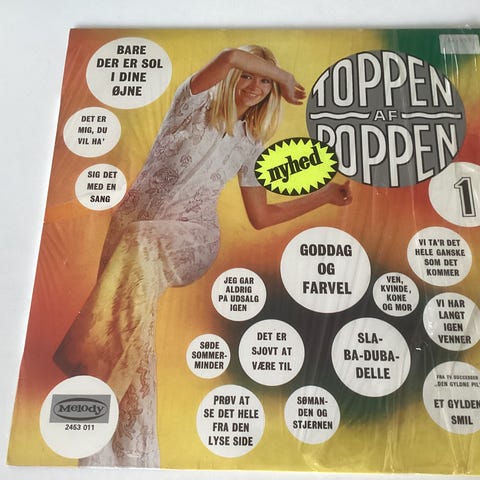 BARE
DER ER SOL
I DINE
ØJNE
DET ER
MIG, DU
VIL HA'
SIG DET
MED EN
SANG
TOPPEN
AF
POPPEN
nyhed
1
GODDAG
OG
FARVEL
VI TA'R DET
HELE GANSKE
SOM DET
KOMMER
JEG GAR
ALDRIG
PA UDSALG
IGEN
VEN,
KVINDE,
KONE
OG MOR
VI HAR
LANGT
IGEN
VENNER
SØDE
SOMMER-
MINDER
DET ER
SJOVT AT
VÆRE TIL
SLA-
BA-DUBA-
DELLE
FRA TV-SUCCESSEN
"DEN GYLDNE PIL"
ET GYLDEN
SMIL
PRØV AT
SE DET HELE
FRA DEN
LYSE SIDE
SØMAN-
DEN OG
STJERNEN
Melody
2463 011